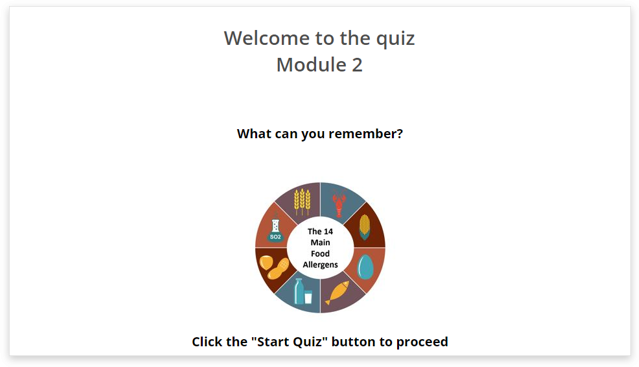 Welcome to the quiz
Module 2
What can you remember?
SO2
The 14
Main
Food
Allergens
Click the "Start Quiz" button to proceed